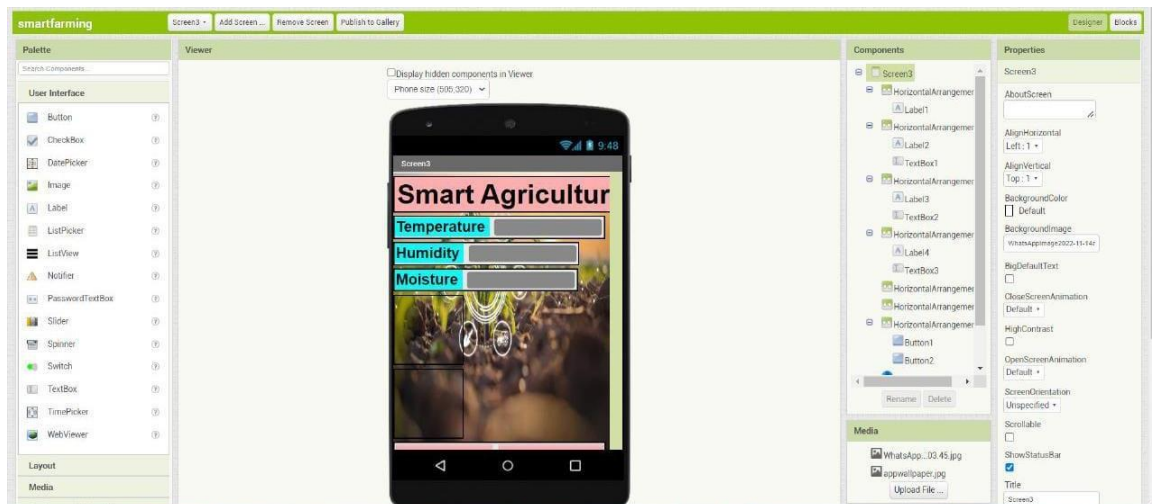 smartfarming
Screen3
Add Screen ...
Remove Screen
Publish to Gallery
Designer
Blocks
Palette
Search Components...
User Interface
Button
CheckBox
DatePicker
Image
Label
ListPicker
ListView
Notifier
PasswordTextBox
Slider
Spinner
Switch
TextBox
TimePicker
WebViewer
Layout
Media
Viewer
Display hidden components in Viewer
Phone size (505,320)
9:48
Screen3
Smart Agricultur
Temperature
Humidity
Moisture
Components
Screen3
HorizontalArrangemer
Label1
HorizontalArrangemer
Label2
TextBox1
HorizontalArrangemer
Label3
TextBox2
HorizontalArrangemer
Label4
TextBox3
HorizontalArrangemer
HorizontalArrangemer
HorizontalArrangemer
Button1
Button2
Rename
Delete
Media
WhatsApp...03.45.jpg
appwallpaper.jpg
Upload File ...
Properties
Screen3
AboutScreen
AlignHorizontal
Left : 1
AlignVertical
Top : 1
BackgroundColor
Default
BackgroundImage
BigDefaultText
CloseScreenAnimation
Default
HighContrast
OpenScreenAnimation
Default
ScreenOrientation
Unspecified
Scrollable
ShowStatusBar
Title
Screen3